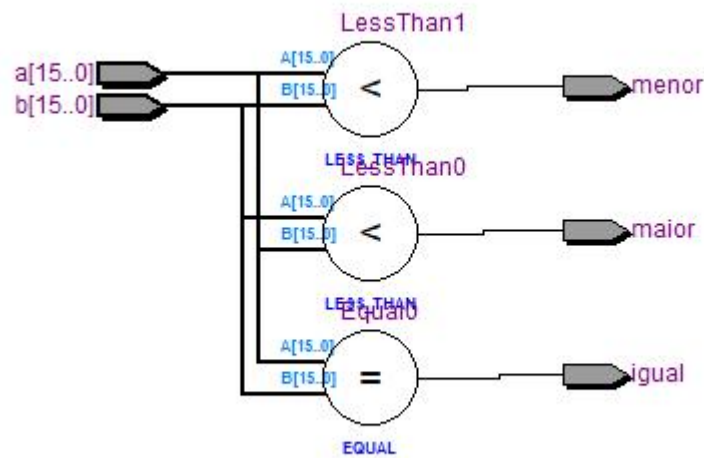 LessThan1
a[15..0]
b[15..0]
A[15..0]
B[15..0]
<
menor
LESS_THAN
LessThan0
A[15..0]
B[15..0]
<
maior
LESS_THAN
Equal0
A[15..0]
B[15..0]
=
igual
EQUAL